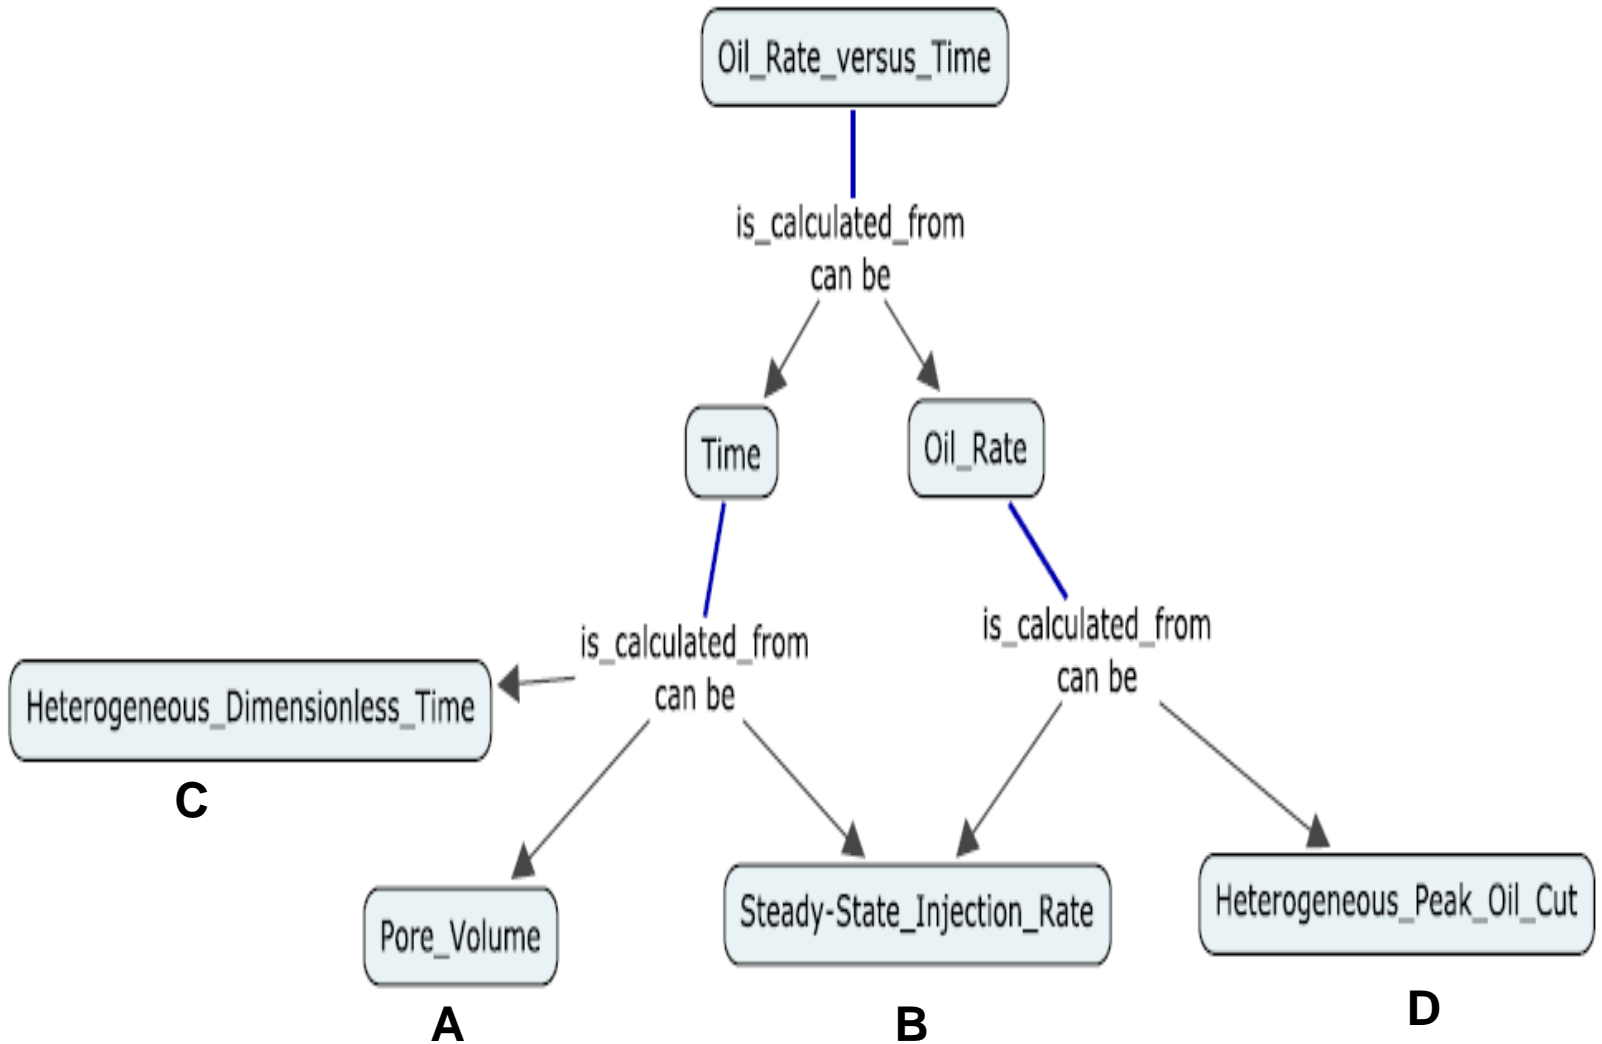 Oil_Rate_versus_Time
is_calculated_from
can be
Time
Oil_Rate
is_calculated_from
can be
is_calculated_from
can be
Heterogeneous_Dimensionless_Time
C
Pore_Volume
A
Steady-State_Injection_Rate
B
Heterogeneous_Peak_Oil_Cut
D